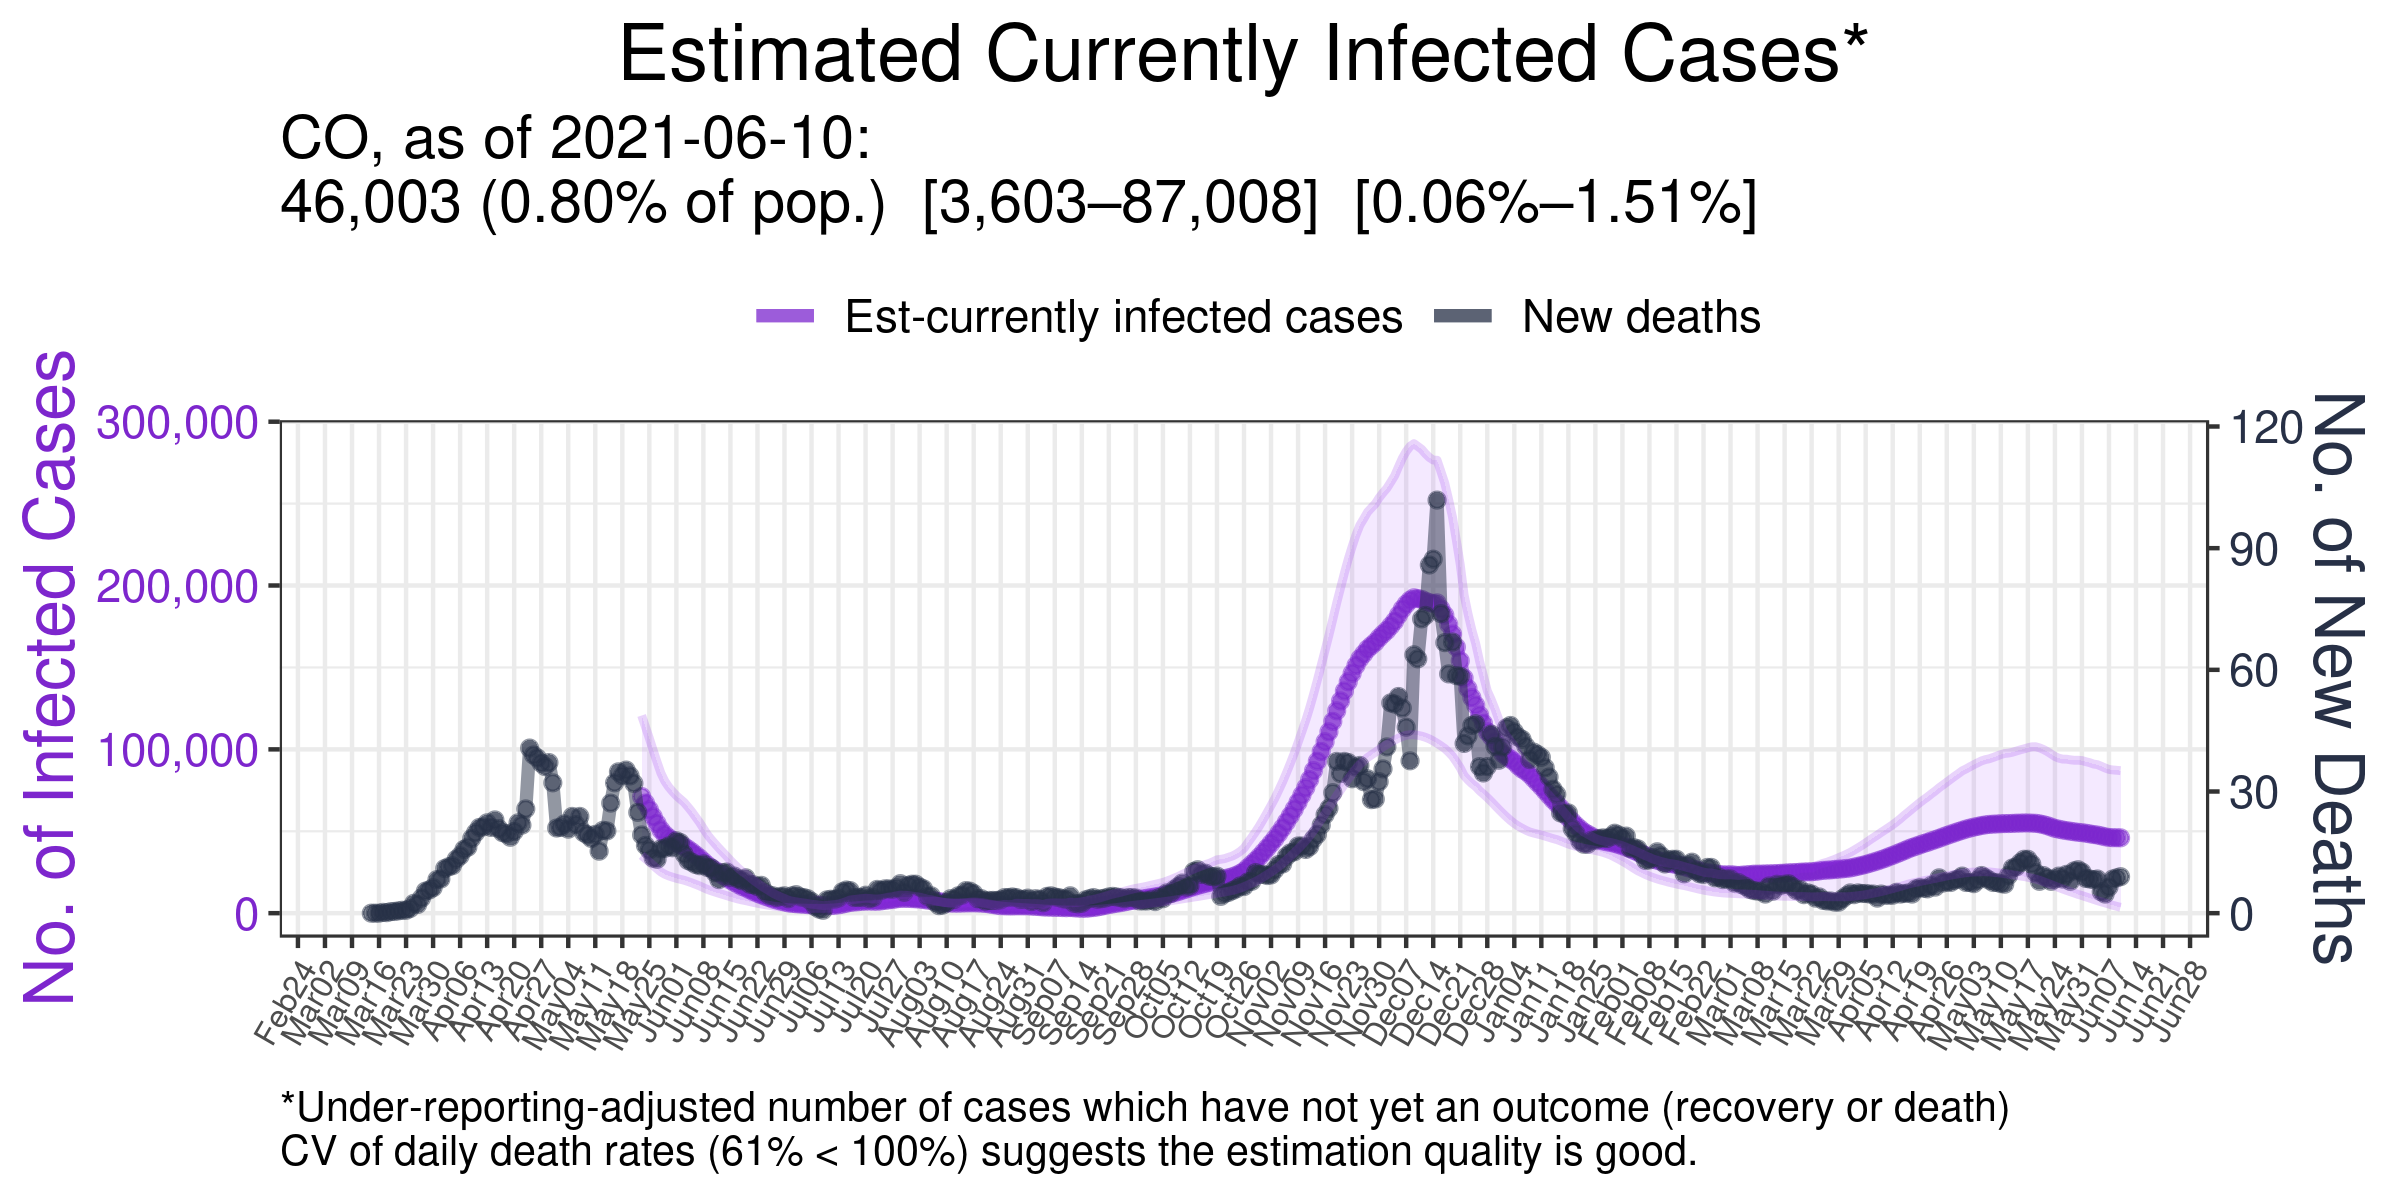 Estimated Currently Infected Cases*
CO, as of 2021-06-10:
46,003 (0.80% of pop.)  [3,603–87,008]  [0.06%–1.51%]
Est-currently infected cases
New deaths
No. of Infected Cases
300,000
200,000
100,000
0
120
90
60
30
0
No. of New Deaths
Feb24
Mar02
Mar09
Mar16
Mar23
Mar30
Apr06
Apr13
Apr20
Apr27
May04
May11
May18
May25
Jun01
Jun08
Jun15
Jun22
Jun29
Jul06
Jul13
Jul20
Jul27
Aug03
Aug10
Aug17
Aug24
Aug31
Sep07
Sep14
Sep21
Sep28
Oct05
Oct12
Oct19
Oct26
Nov02
Nov09
Nov16
Nov23
Nov30
Dec07
Dec14
Dec21
Dec28
Jan04
Jan11
Jan18
Jan25
Feb01
Feb08
Feb15
Feb22
Mar01
Mar08
Mar15
Mar22
Mar29
Apr05
Apr12
Apr19
Apr26
May03
May10
May17
May24
May31
Jun07
Jun14
Jun21
Jun28
*Under-reporting-adjusted number of cases which have not yet an outcome (recovery or death)
CV of daily death rates (61% < 100%) suggests the estimation quality is good.